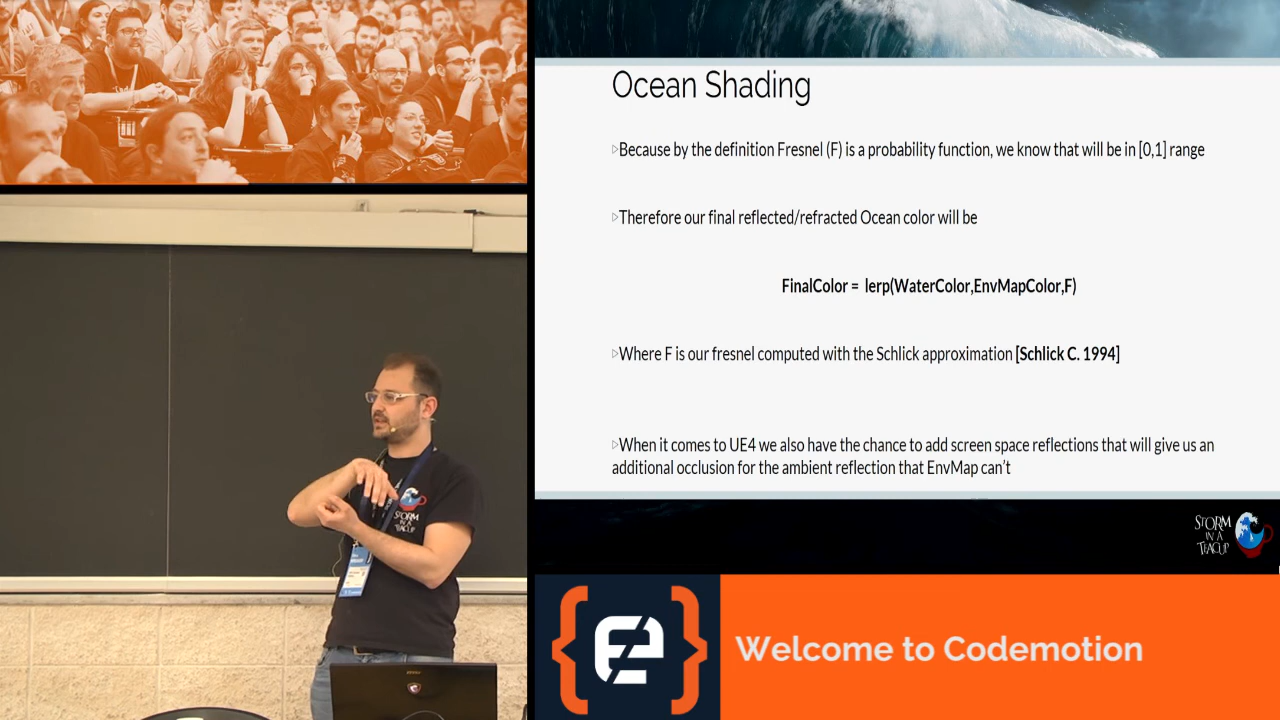 Ocean Shading
▹Because by the definition Fresnel (F) is a probability function, we know that will be in [0,1] range
▹Therefore our final reflected/refracted Ocean color will be
FinalColor = lerp(WaterColor,EnvMapColor,F)
▹Where F is our fresnel computed with the Schlick approximation [Schlick C. 1994]
▹When it comes to UE4 we also have the chance to add screen space reflections that will give us an
additional occlusion for the ambient reflection that EnvMap can't
STORM
IN A
TEACUP
STORM
IN A
TEACUP
Welcome to Codemotion